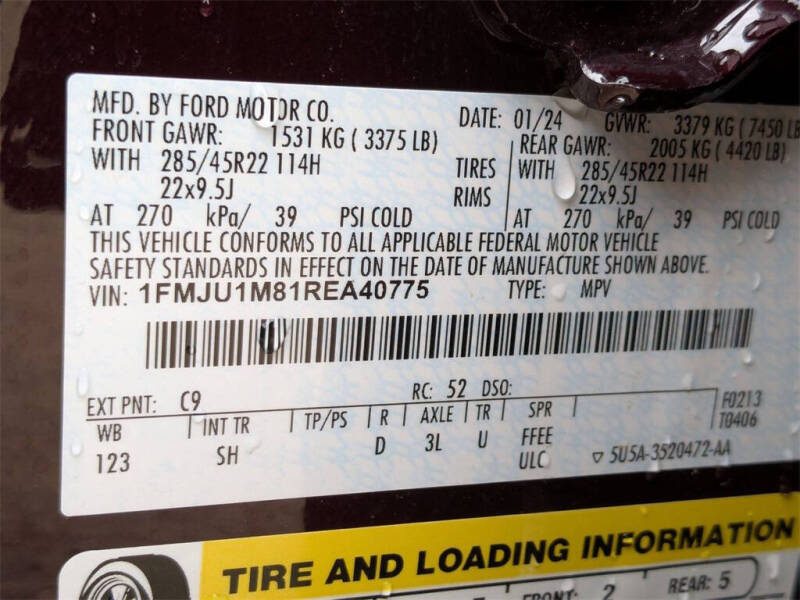 MFD. BY FORD MOTOR CO. DATE: 01/24 GVWR: 3379 KG ( 7450 LB
FRONT GAWR: 1531 KG ( 3375 LB) REAR GAWR: 2005 KG ( 4420 LB)
WITH 285/45R22 114H TIRES WITH 285/45R22 114H
22x9.5J RIMS 22x9.5J
AT 270 kPa/ 39 PSI COLD AT 270 kPa/ 39 PSI COLD
THIS VEHICLE CONFORMS TO ALL APPLICABLE FEDERAL MOTOR VEHICLE
SAFETY STANDARDS IN EFFECT ON THE DATE OF MANUFACTURE SHOWN ABOVE.
VIN: 1FMJU1M81REA40775 TYPE: MPV
EXT PNT: C9 RC: 52 DSO: F0213
WB INT TR TP/PS R AXLE TR SPR T0406
123 SH D 3L U FFEE
ULC 5U5A-3520472-AA
TIRE AND LOADING INFORMATION
FRONT: 2 REAR: 5